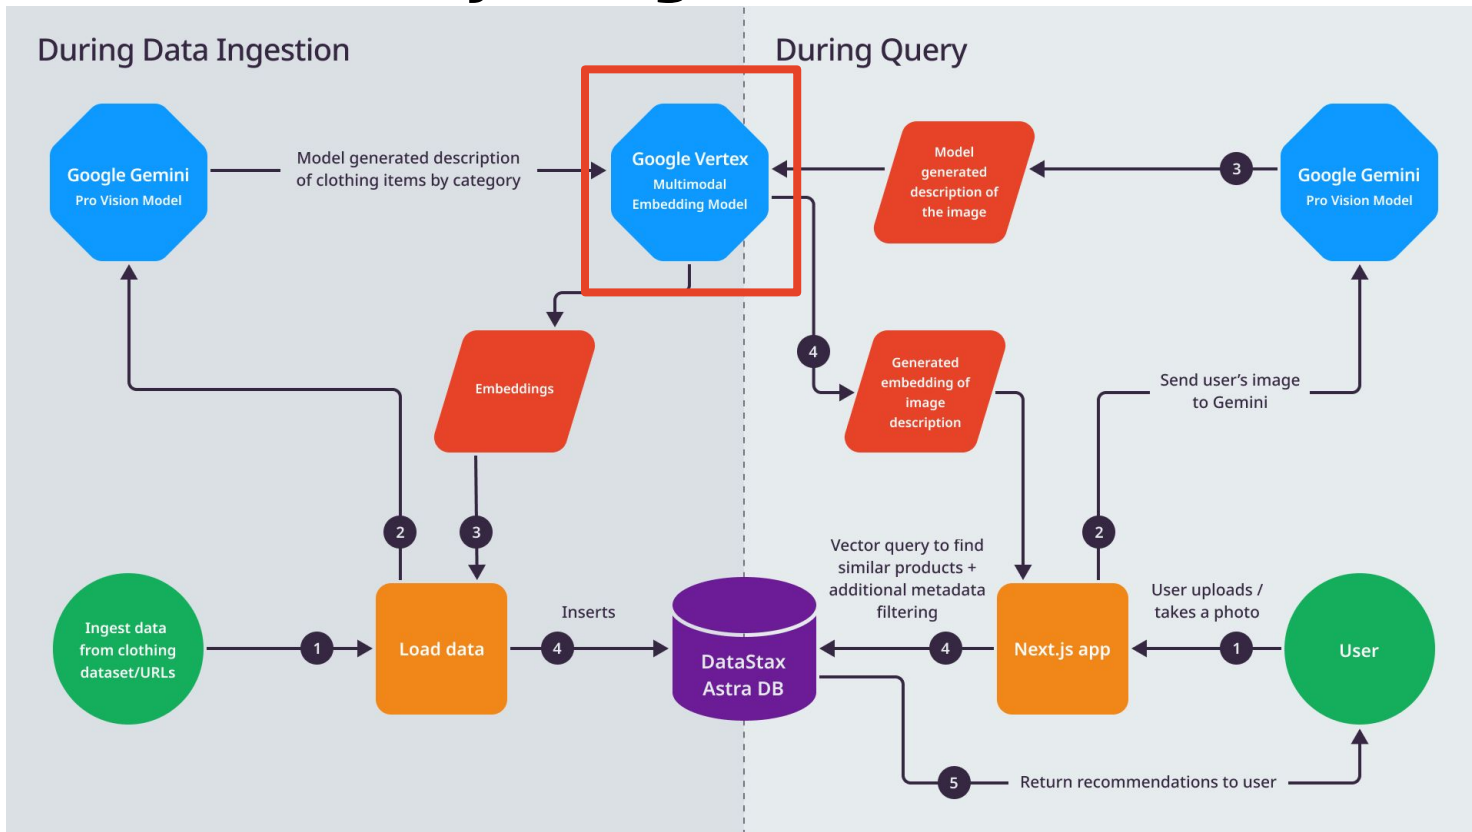 During Data Ingestion
During Query
Google Gemini
Pro Vision Model
Model generated description
of clothing items by category
Google Vertex
Multimodal
Embedding Model
Model
generated
description of
the image
3
Google Gemini
Pro Vision Model
Embeddings
4
Generated
embedding of
image
description
Send user's image
to Gemini
2
3
2
Ingest data
from clothing
dataset/URLs
1
Load data
Inserts
4
DataStax
Astra DB
Vector query to find
similar products +
additional metadata
filtering
4
Next.js app
User uploads /
takes a photo
1
User
5
Return recommendations to user